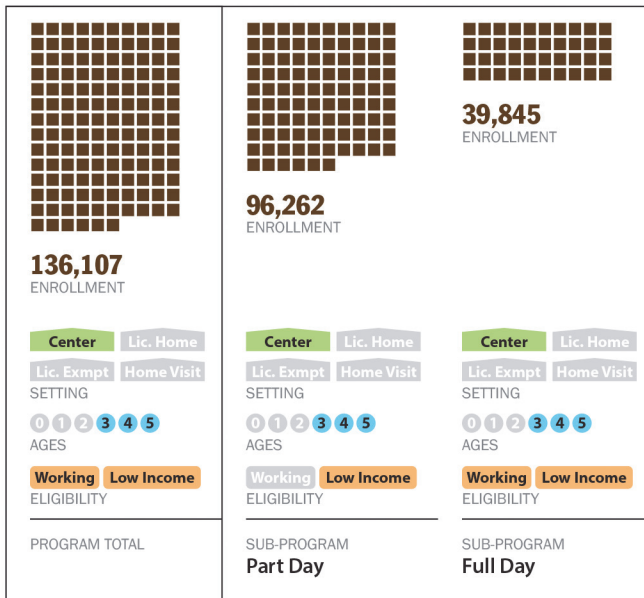 136,107
ENROLLMENT
Center Lic. Home
Lic. Exmpt Home Visit
SETTING
0 1 2 3 4 5
AGES
Working Low Income
ELIGIBILITY
PROGRAM TOTAL
96,262
ENROLLMENT
Center Lic. Home
Lic. Exmpt Home Visit
SETTING
0 1 2 3 4 5
AGES
Working Low Income
ELIGIBILITY
SUB-PROGRAM
Part Day
39,845
ENROLLMENT
Center Lic. Home
Lic. Exmpt Home Visit
SETTING
0 1 2 3 4 5
AGES
Working Low Income
ELIGIBILITY
SUB-PROGRAM
Full Day